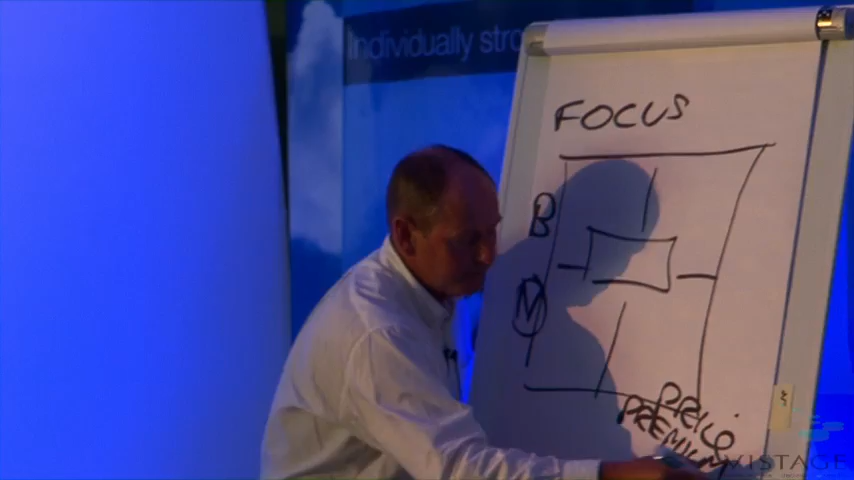 Individually stro
FOCUS
B
M
PRICE
PREMIUM
VISTAGE